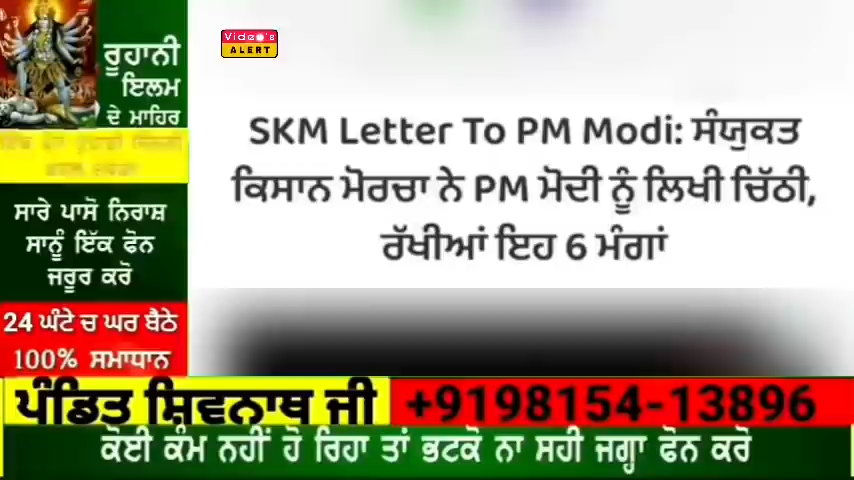 ਰੂਹਾਨੀ
ਇਲਮ
ਦੇ ਮਾਹਿਰ
ਸਾਰੇ ਪਾਸੋ ਨਿਰਾਸ਼
ਸਾਨੂੰ ਇੱਕ ਫੋਨ
ਜਰੂਰ ਕਰੋ
24 ਘੰਟੇ ਚ ਘਰ ਬੈਠੇ
100% ਸਮਾਧਾਨ
Video's
ALERT
SKM Letter To PM Modi: ਸੰਯੁਕਤ
ਕਿਸਾਨ ਮੋਰਚਾ ਨੇ PM ਮੋਦੀ ਨੂੰ ਲਿਖੀ ਚਿੱਠੀ,
ਰੱਖੀਆਂ ਇਹ 6 ਮੰਗਾਂ
ਪੰਡਿਤ ਸ਼ਿਵਨਾਥ ਜੀ +9198154-13896
ਕੋਈ ਕੰਮ ਨਹੀਂ ਹੋ ਰਿਹਾ ਤਾਂ ਭਟਕੋ ਨਾ ਸਹੀ ਜਗ੍ਹਾ ਫੋਨ ਕਰੋ